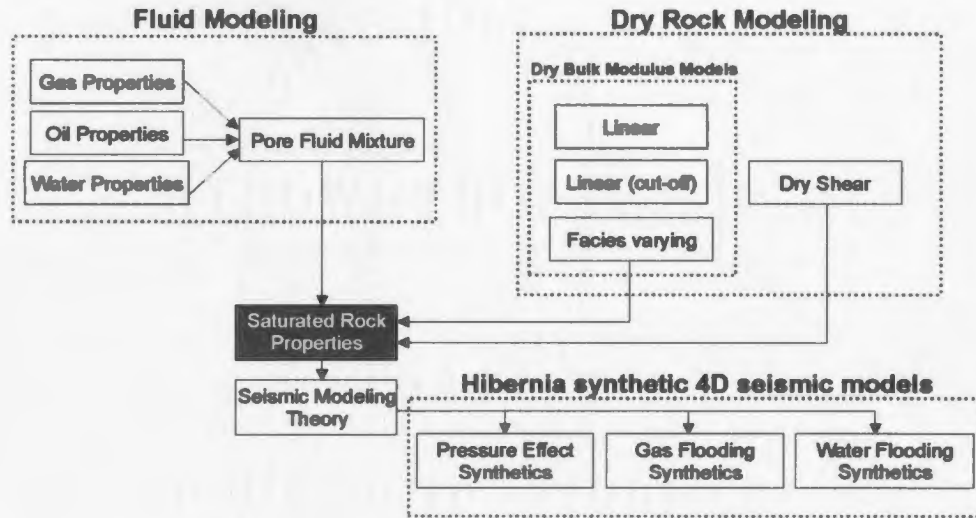 Fluid Modeling
Gas Properties
Oil Properties
Water Properties
Pore Fluid Mixture
Dry Rock Modeling
Dry Bulk Modulus Models
Linear
Linear (cut-off)
Facies varying
Dry Shear
Saturated Rock
Properties
Seismic Modeling
Theory
Hibernia synthetic 4D seismic models
Pressure Effect
Synthetics
Gas Flooding
Synthetics
Water Flooding
Synthetics